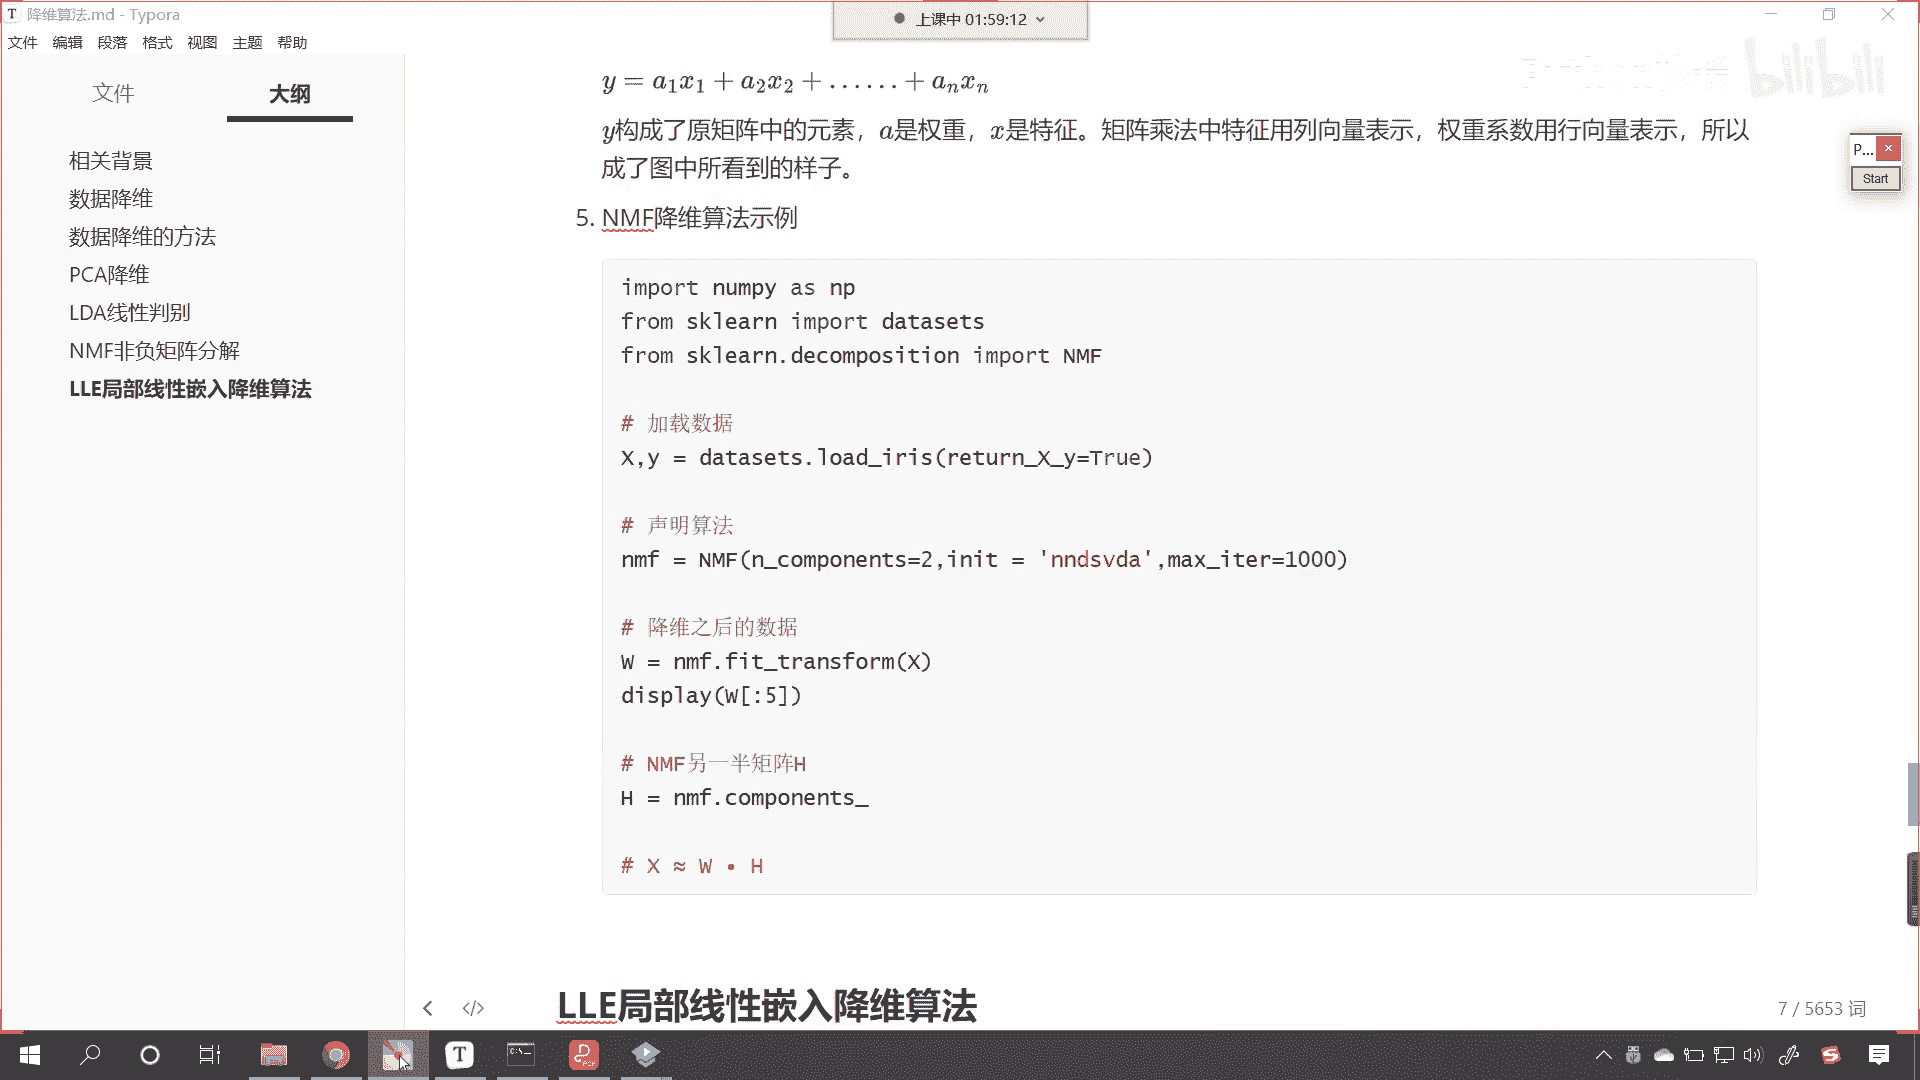 降维算法.md - Typora
上课中 01:59:12
文件 编辑 段落 格式 视图 主题 帮助
文件 大纲
相关背景
数据降维
数据降维的方法
PCA降维
LDA线性判别
NMF非负矩阵分解
LLE局部线性嵌入降维算法
y = a₁x₁ + a₂x₂ + ...... + aₙxₙ
y构成了原矩阵中的元素，a是权重，x是特征。矩阵乘法中特征用列向量表示，权重系数用行向量表示，所以
成了图中所看到的样子。
5. NMF降维算法示例
import numpy as np
from sklearn import datasets
from sklearn.decomposition import NMF
# 加载数据
X,y = datasets.load_iris(return_X_y=True)
# 声明算法
nmf = NMF(n_components=2,init = 'nndsvda',max_iter=1000)
# 降维之后的数据
W = nmf.fit_transform(X)
display(W[:5])
# NMF另一半矩阵H
H = nmf.components_
# X ≈ W • H
LLE局部线性嵌入降维算法
7 / 5653 词
bilibili
P...
Start